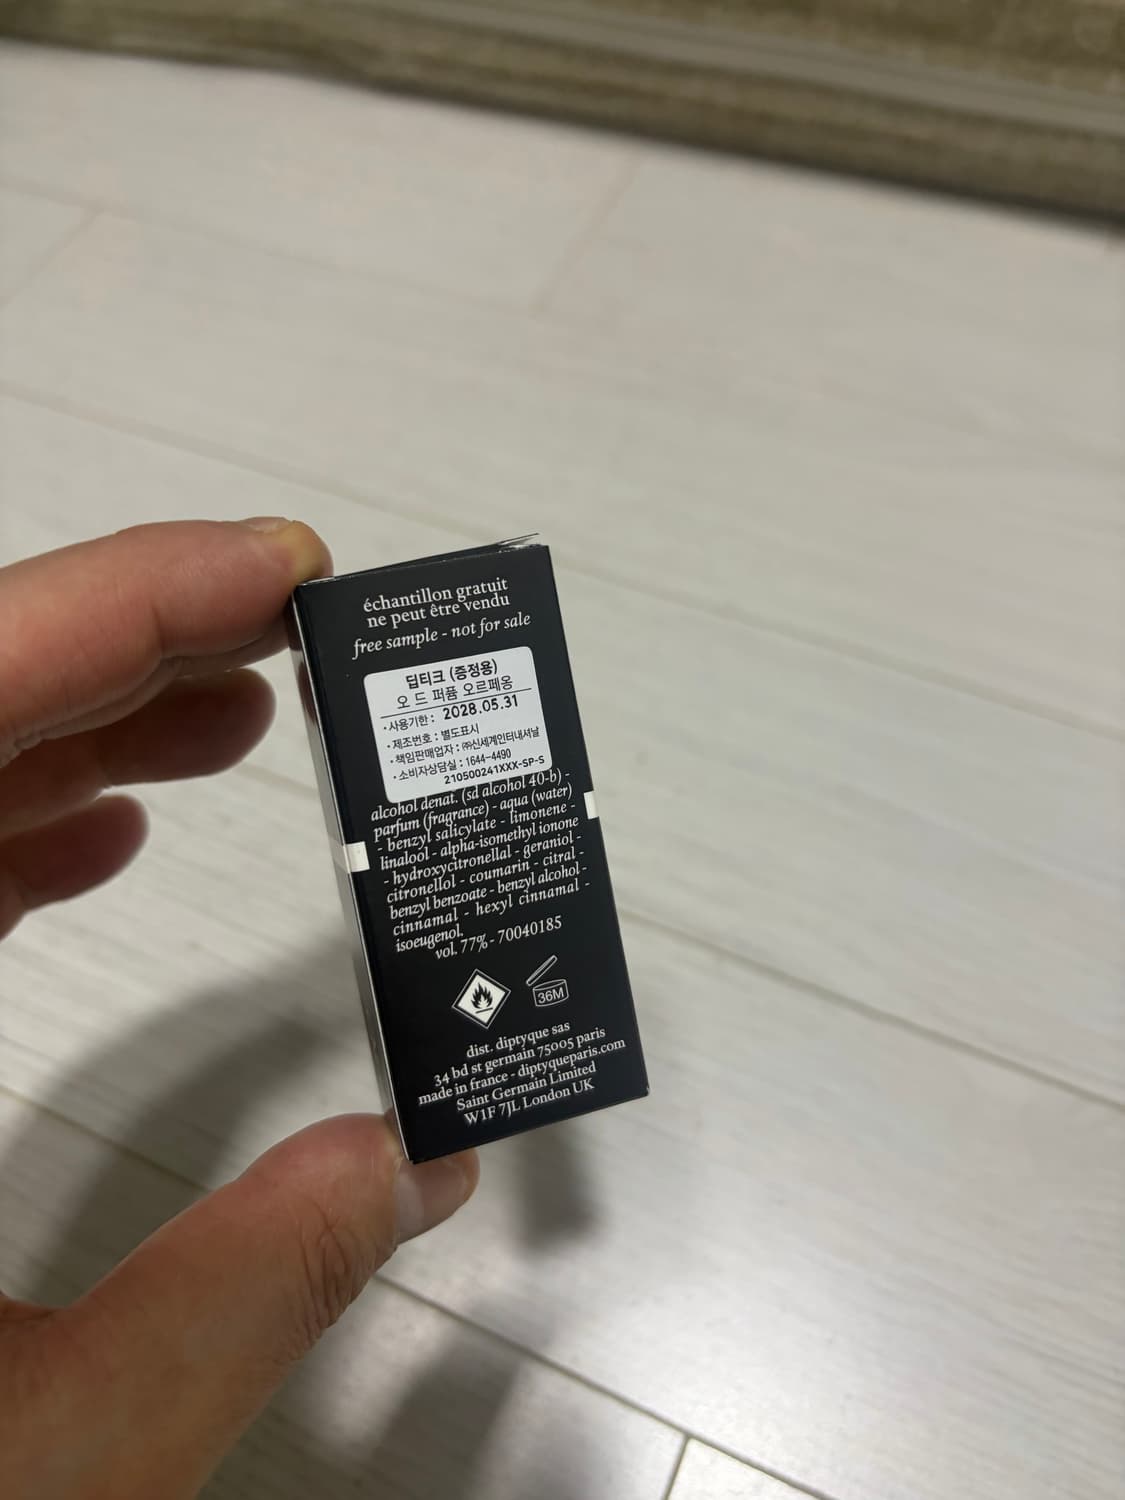 échantillon gratuit
ne peut être vendu
free sample - not for sale
딥티크 (증정용)
오 드 퍼퓸 오르페옹
• 사용기한 : 2028.05.31
• 제조번호 : 별도표시
• 책임판매업자 : ㈜신세계인터내셔날
• 소비자상담실 : 1644-4490
210500241XXX-SP-S
alcohol denat. (sd alcohol 40-b) -
parfum (fragrance) - aqua (water)
- benzyl salicylate - limonene -
linalool - alpha-isomethyl ionone
- hydroxycitronellal - geraniol -
citronellol - coumarin - citral -
benzyl benzoate - benzyl alcohol -
cinnamal - hexyl cinnamal -
isoeugenol.
vol. 77% - 70040185
36M
dist. diptyque sas
34 bd st germain 75005 paris
made in france - diptyqueparis.com
Saint Germain Limited
W1F 7JL London UK